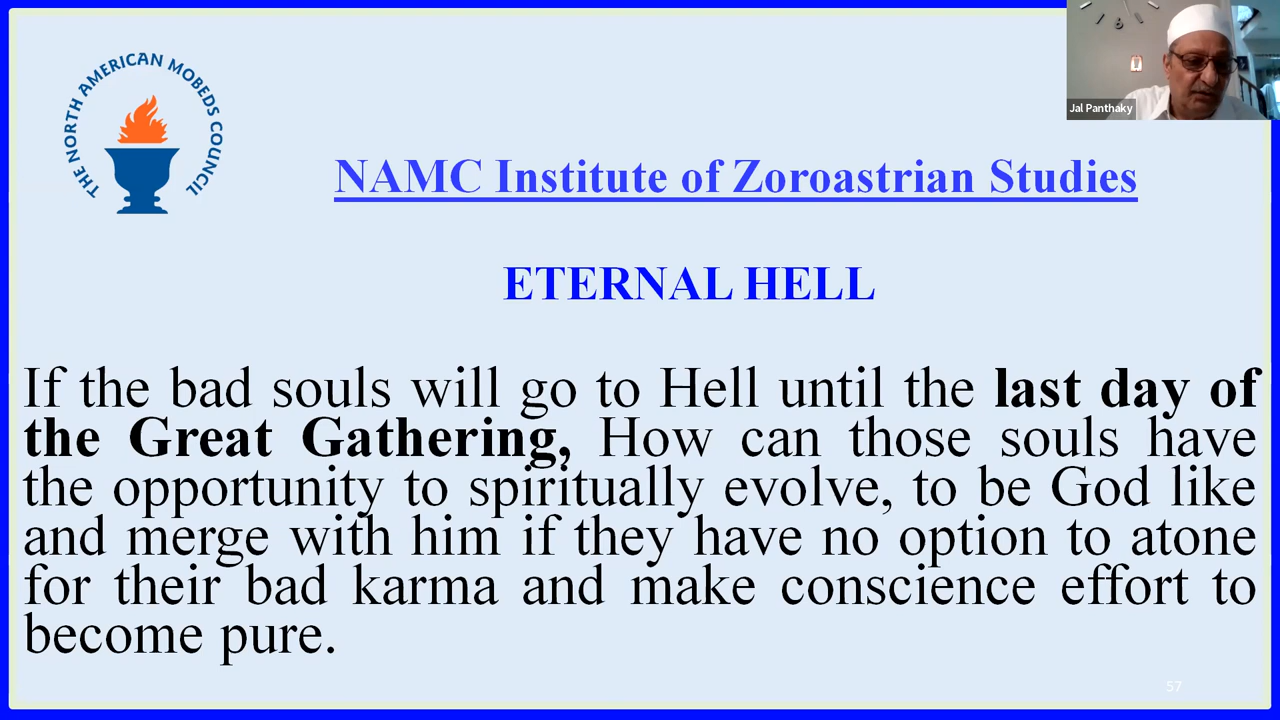 THE NORTH AMERICAN MOBEDS COUNCIL
Jal Panthaky
NAMC Institute of Zoroastrian Studies
ETERNAL HELL
If the bad souls will go to Hell until the last day of
the Great Gathering, How can those souls have
the opportunity to spiritually evolve, to be God like
and merge with him if they have no option to atone
for their bad karma and make conscience effort to
become pure.
57